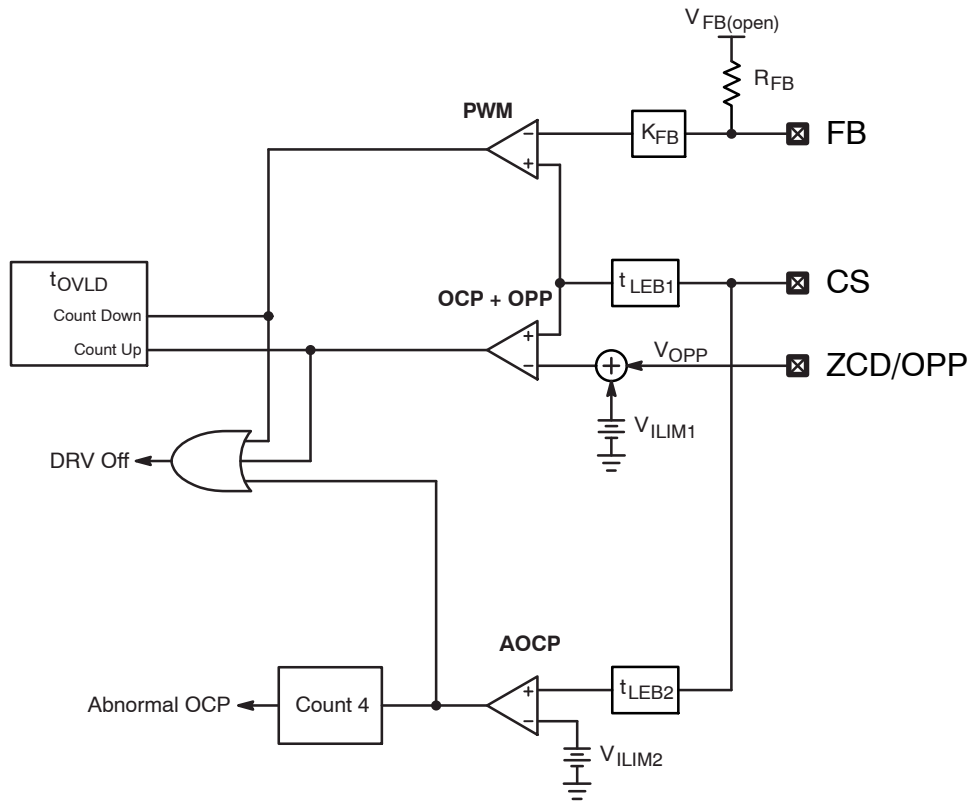 VFB(open)
RFB
PWM
−
+
KFB
FB
tOVLD
Count Down
Count Up
OCP + OPP
+
−
tLEB1
CS
+
VOPP
ZCD/OPP
VILIM1
DRV Off
AOCP
+
−
tLEB2
Abnormal OCP
Count 4
VILIM2